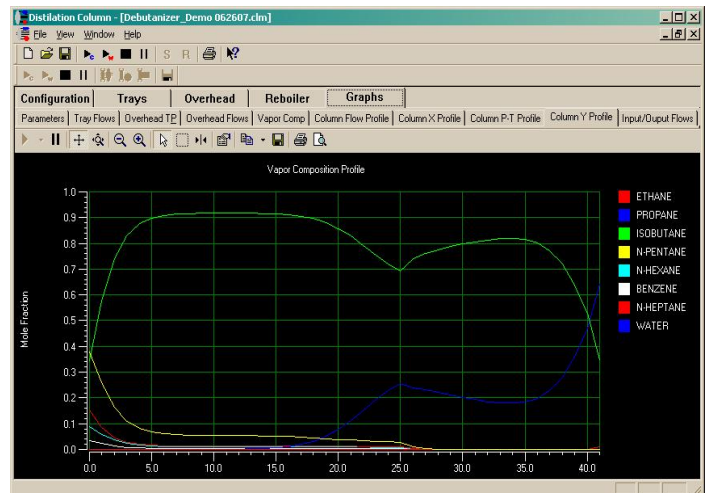 Distilation Column - [Debutanizer_Demo 062607.clm]
File View Window Help
S R
Configuration Trays Overhead Reboiler Graphs
Parameters Tray Flows Overhead TP Overhead Flows Vapor Comp Column Flow Profile Column X Profile Column P-T Profile Column Y Profile Input/Ouput Flows
Vapor Composition Profile
1.0
0.9
0.8
0.7
0.6
0.5
0.4
0.3
0.2
0.1
0.0
Mole Fraction
0.0 5.0 10.0 15.0 20.0 25.0 30.0 35.0 40.0
ETHANE
PROPANE
ISOBUTANE
N-PENTANE
N-HEXANE
BENZENE
N-HEPTANE
WATER